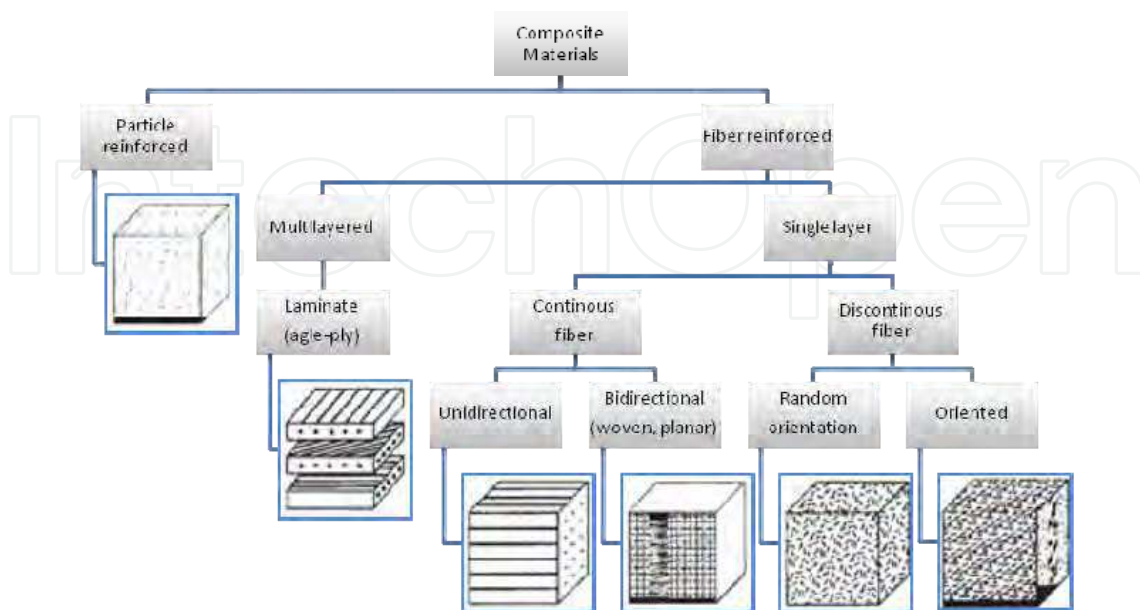 Composite
Materials
Particle
reinforced
Fiber reinforced
IntechOpen
Multilayered
Single layer
Laminate
(agle-ply)
Continous
fiber
Discontinous
fiber
Unidirectional
Bidirectional
(woven, planar)
Random
orientation
Oriented